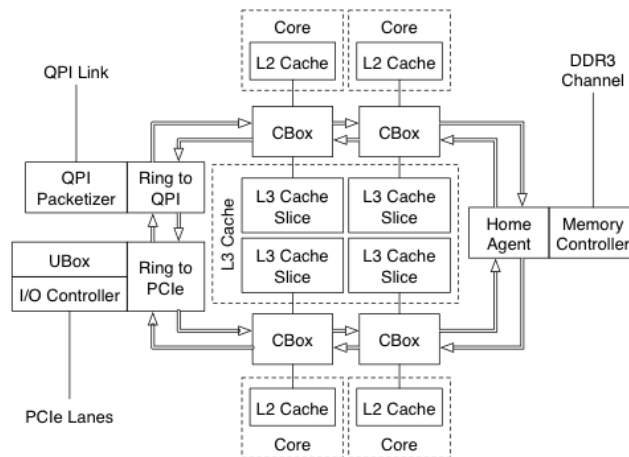 Core
Core
L2 Cache
L2 Cache
QPI Link
DDR3
Channel
CBox
CBox
QPI
Packetizer
Ring to
QPI
L3 Cache
L3 Cache
Slice
L3 Cache
Slice
Home
Agent
Memory
Controller
UBox
I/O Controller
Ring to
PCIe
L3 Cache
Slice
L3 Cache
Slice
CBox
CBox
PCIe Lanes
L2 Cache
L2 Cache
Core
Core